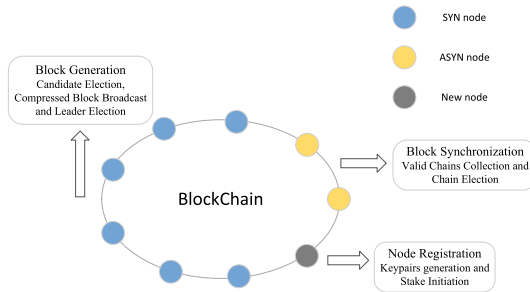 SYN node
ASYN node
New node
Block Generation
Candidate Election,
Compressed Block Broadcast
and Leader Election
BlockChain
Block Synchronization
Valid Chains Collection and
Chain Election
Node Registration
Keypairs generation and
Stake Initiation